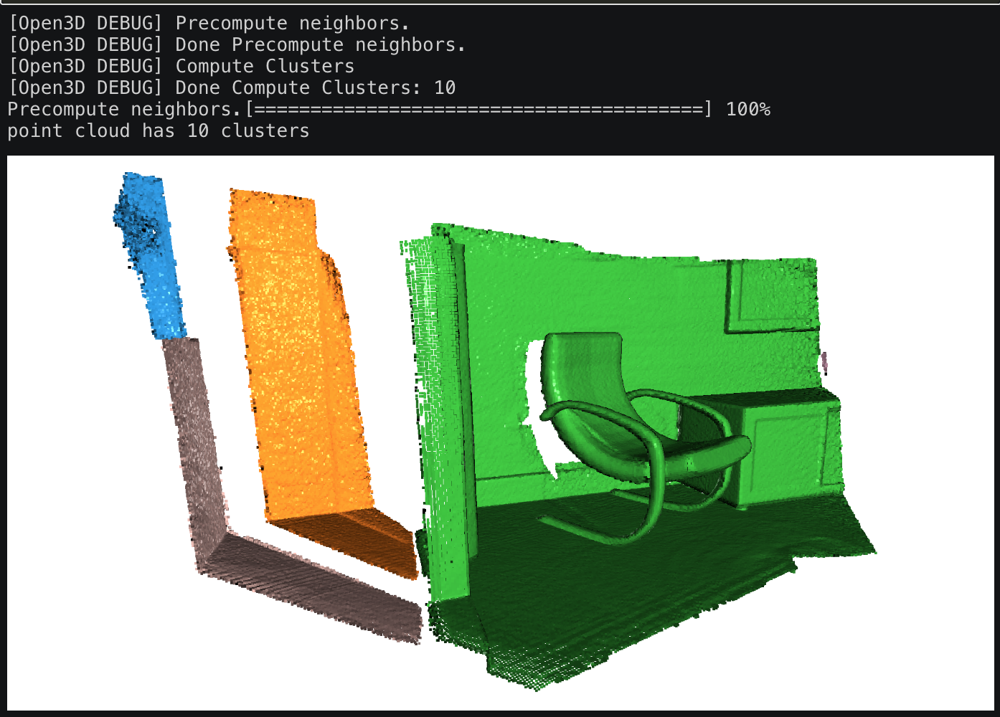 [Open3D DEBUG] Precompute neighbors.
[Open3D DEBUG] Done Precompute neighbors.
[Open3D DEBUG] Compute Clusters
[Open3D DEBUG] Done Compute Clusters: 10
Precompute neighbors.[========================================] 100%
point cloud has 10 clusters